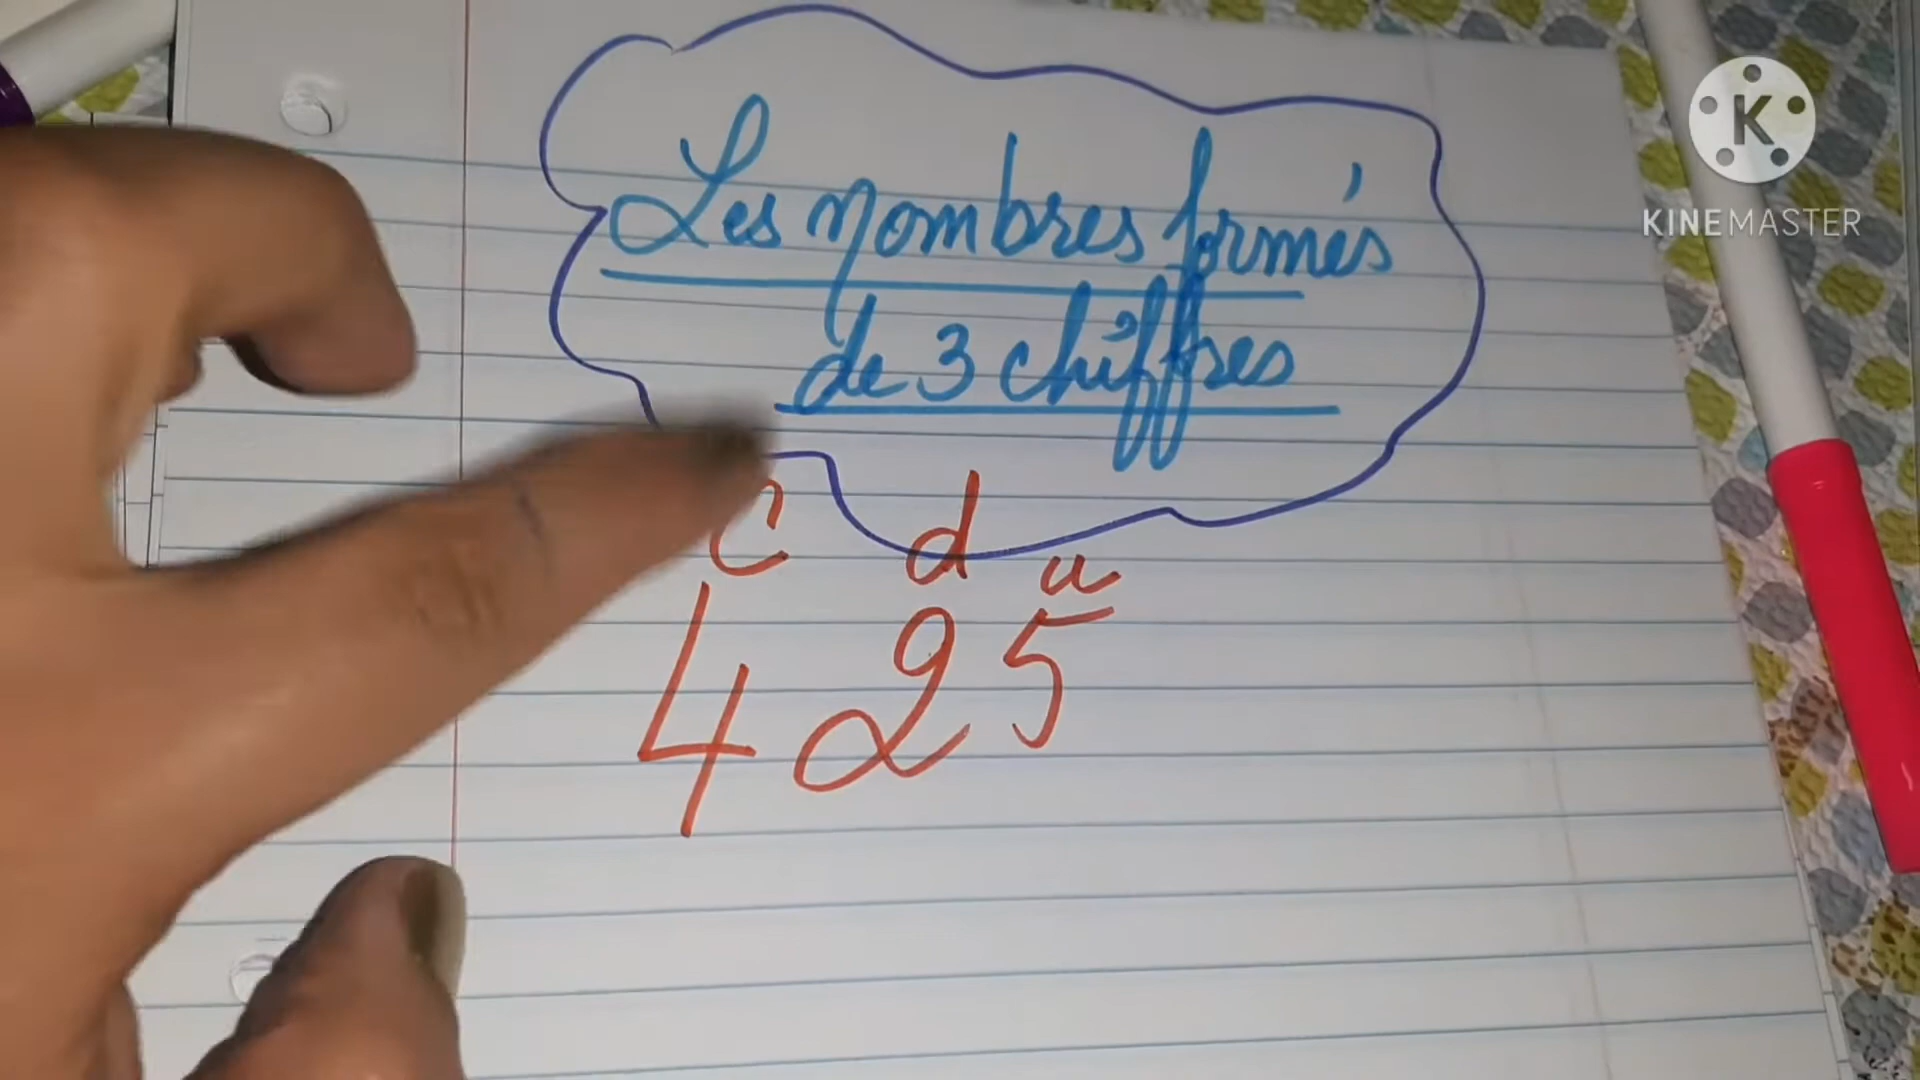 Les nombres formés
de 3 chiffres
c d u
4 2 5
K
KINEMASTER